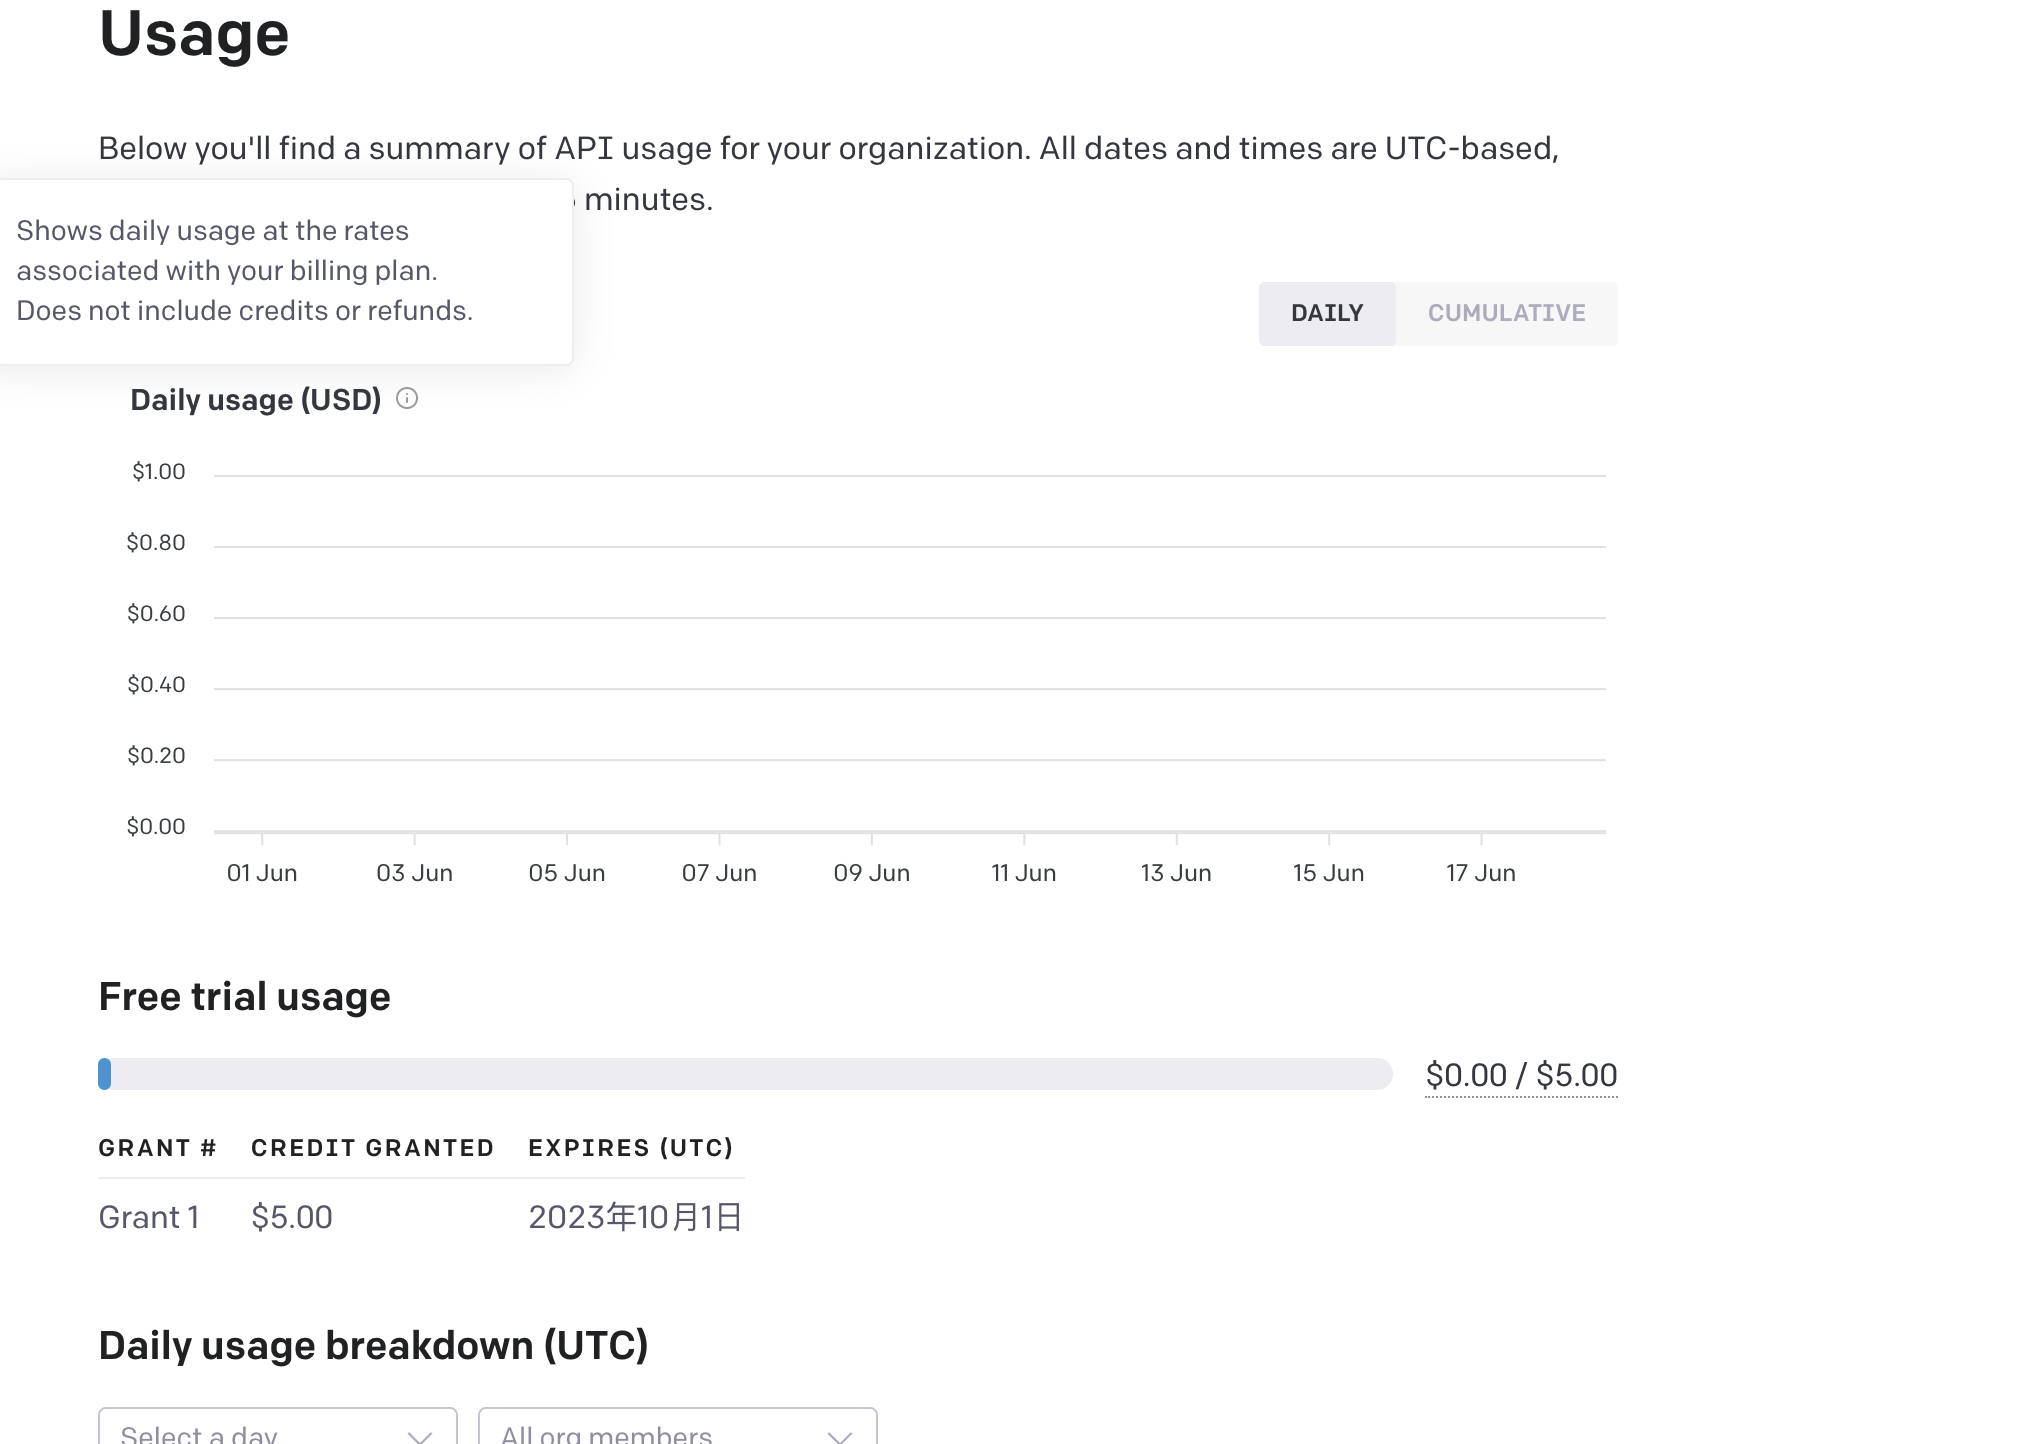 Usage
Below you'll find a summary of API usage for your organization. All dates and times are UTC-based,
minutes.
Shows daily usage at the rates
associated with your billing plan.
Does not include credits or refunds.
DAILY CUMULATIVE
Daily usage (USD)
$1.00
$0.80
$0.60
$0.40
$0.20
$0.00
01 Jun 03 Jun 05 Jun 07 Jun 09 Jun 11 Jun 13 Jun 15 Jun 17 Jun
Free trial usage
$0.00 / $5.00
GRANT # CREDIT GRANTED EXPIRES (UTC)
Grant 1 $5.00 2023年10月1日
Daily usage breakdown (UTC)
Select a day All org members